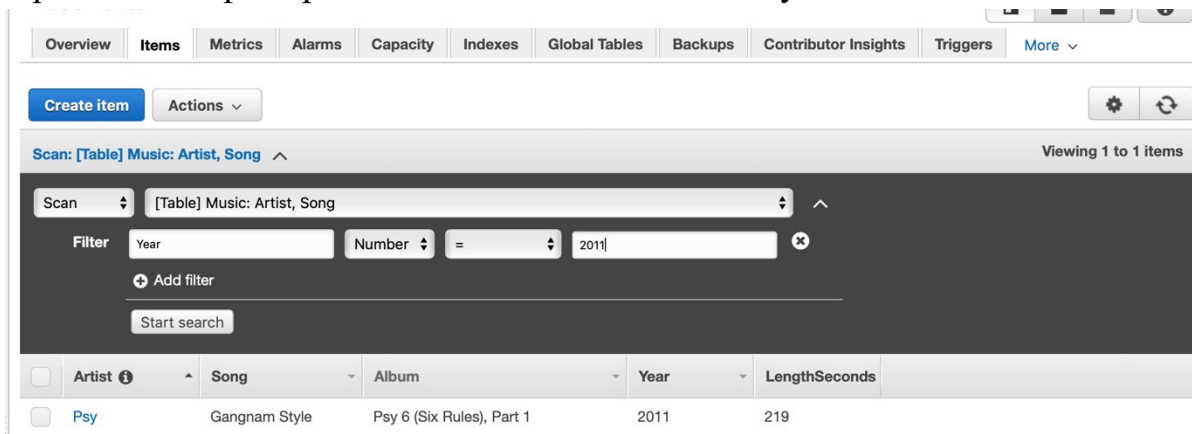 Overview Items Metrics Alarms Capacity Indexes Global Tables Backups Contributor Insights Triggers More
Create item Actions
Scan: [Table] Music: Artist, Song Viewing 1 to 1 items
Scan [Table] Music: Artist, Song
Filter Year Number = 2011
Add filter
Start search
Artist Song Album Year LengthSeconds
Psy Gangnam Style Psy 6 (Six Rules), Part 1 2011 219